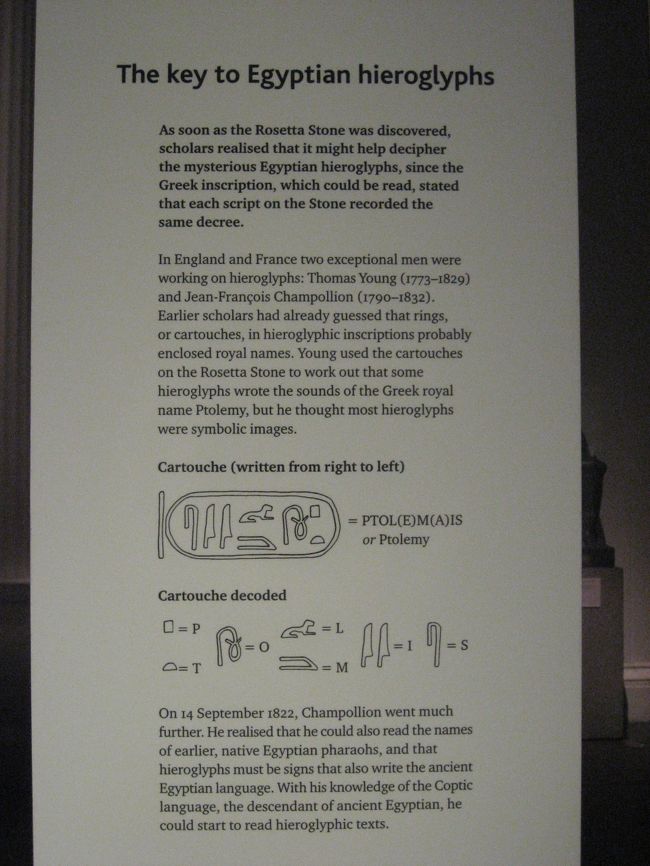 The key to Egyptian hieroglyphs
As soon as the Rosetta Stone was discovered,
scholars realised that it might help decipher
the mysterious Egyptian hieroglyphs, since the
Greek inscription, which could be read, stated
that each script on the Stone recorded the
same decree.
In England and France two exceptional men were
working on hieroglyphs: Thomas Young (1773–1829)
and Jean-François Champollion (1790–1832).
Earlier scholars had already guessed that rings,
or cartouches, in hieroglyphic inscriptions probably
enclosed royal names. Young used the cartouches
on the Rosetta Stone to work out that some
hieroglyphs wrote the sounds of the Greek royal
name Ptolemy, but he thought most hieroglyphs
were symbolic images.
Cartouche (written from right to left)
= PTOL(E)M(A)IS
or Ptolemy
Cartouche decoded
= P
= T
= O
= L
= M
= I
= S
On 14 September 1822, Champollion went much
further. He realised that he could also read the names
of earlier, native Egyptian pharaohs, and that
hieroglyphs must be signs that also write the ancient
Egyptian language. With his knowledge of the Coptic
language, the descendant of ancient Egyptian, he
could start to read hieroglyphic texts.